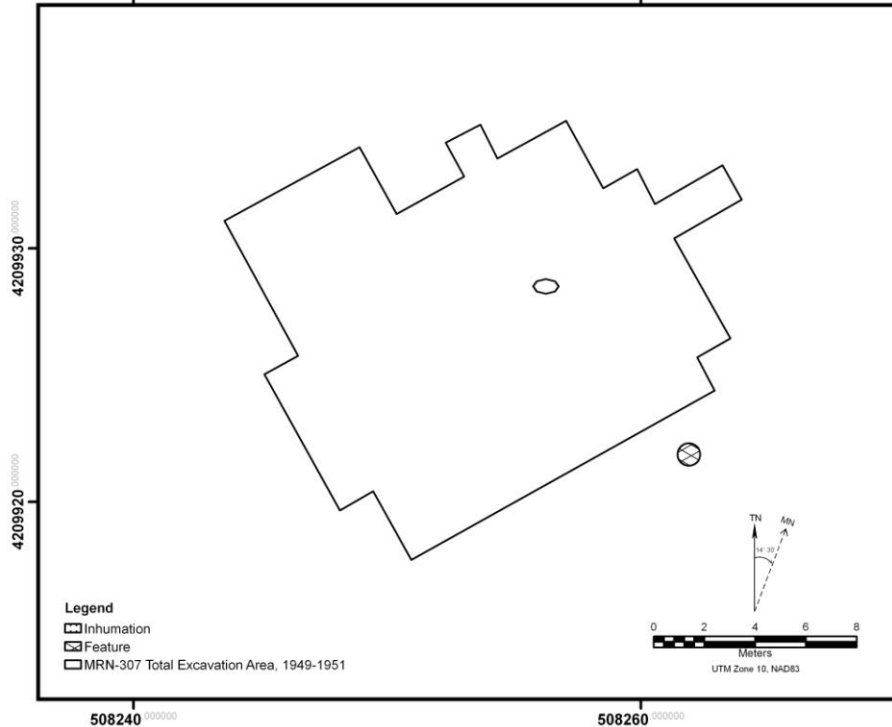 4209930.000000
4209920.000000
TN
MN
14° 30'
Legend
Inhumation
Feature
MRN-307 Total Excavation Area, 1949-1951
0 2 4 6 8
Meters
UTM Zone 10, NAD83
508240.000000
508260.000000